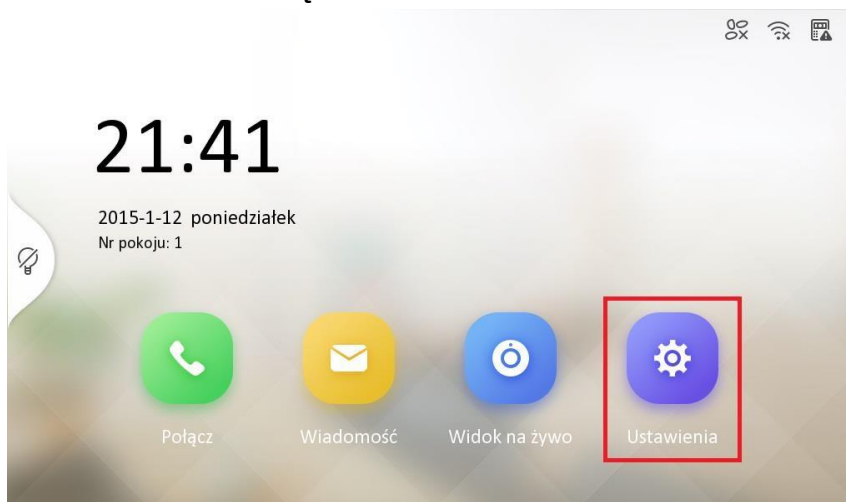 21:41
2015-1-12 poniedziałek
Nr pokoju: 1
Połącz
Wiadomość
Widok na żywo
Ustawienia